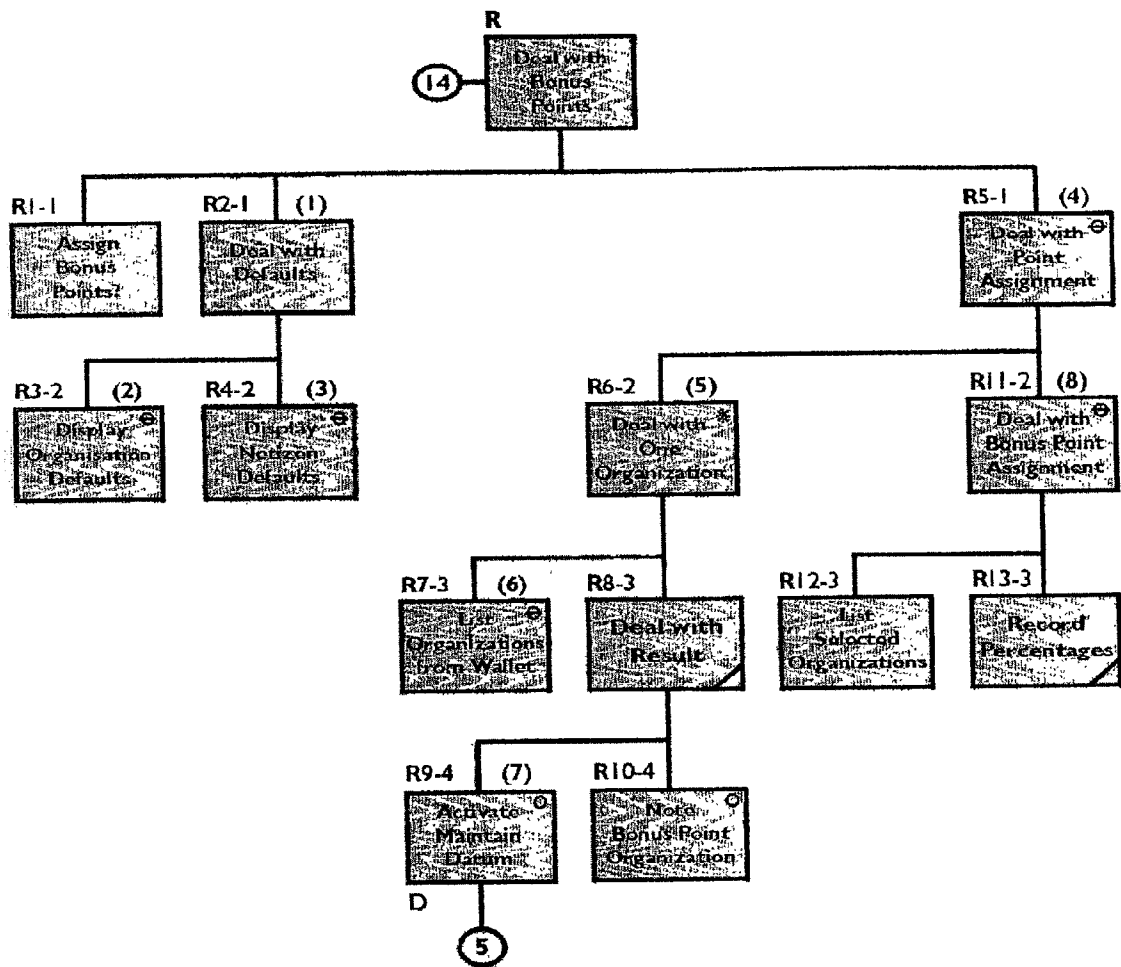 R
14
Deal with
Bonus
Points
R1-1
Assign
Bonus
Points?
R2-1 (1)
Deal with
Defaults
R5-1 (4)
Deal with
Point
Assignment
R3-2 (2)
Display
Organisation
Defaults
R4-2 (3)
Display
Notizon
Defaults
R6-2 (5)
*
Deal with
One
Organization
R11-2 (8)
Deal with
Bonus Point
Assignment
R7-3 (6)
List
Organizations
from Wallet
R8-3
Deal with
Result
R12-3
List
Selected
Organizations
R13-3
Record
Percentages
R9-4 (7)
Activate
Maintain
Datum
D
5
R10-4
Note
Bonus Point
Organization